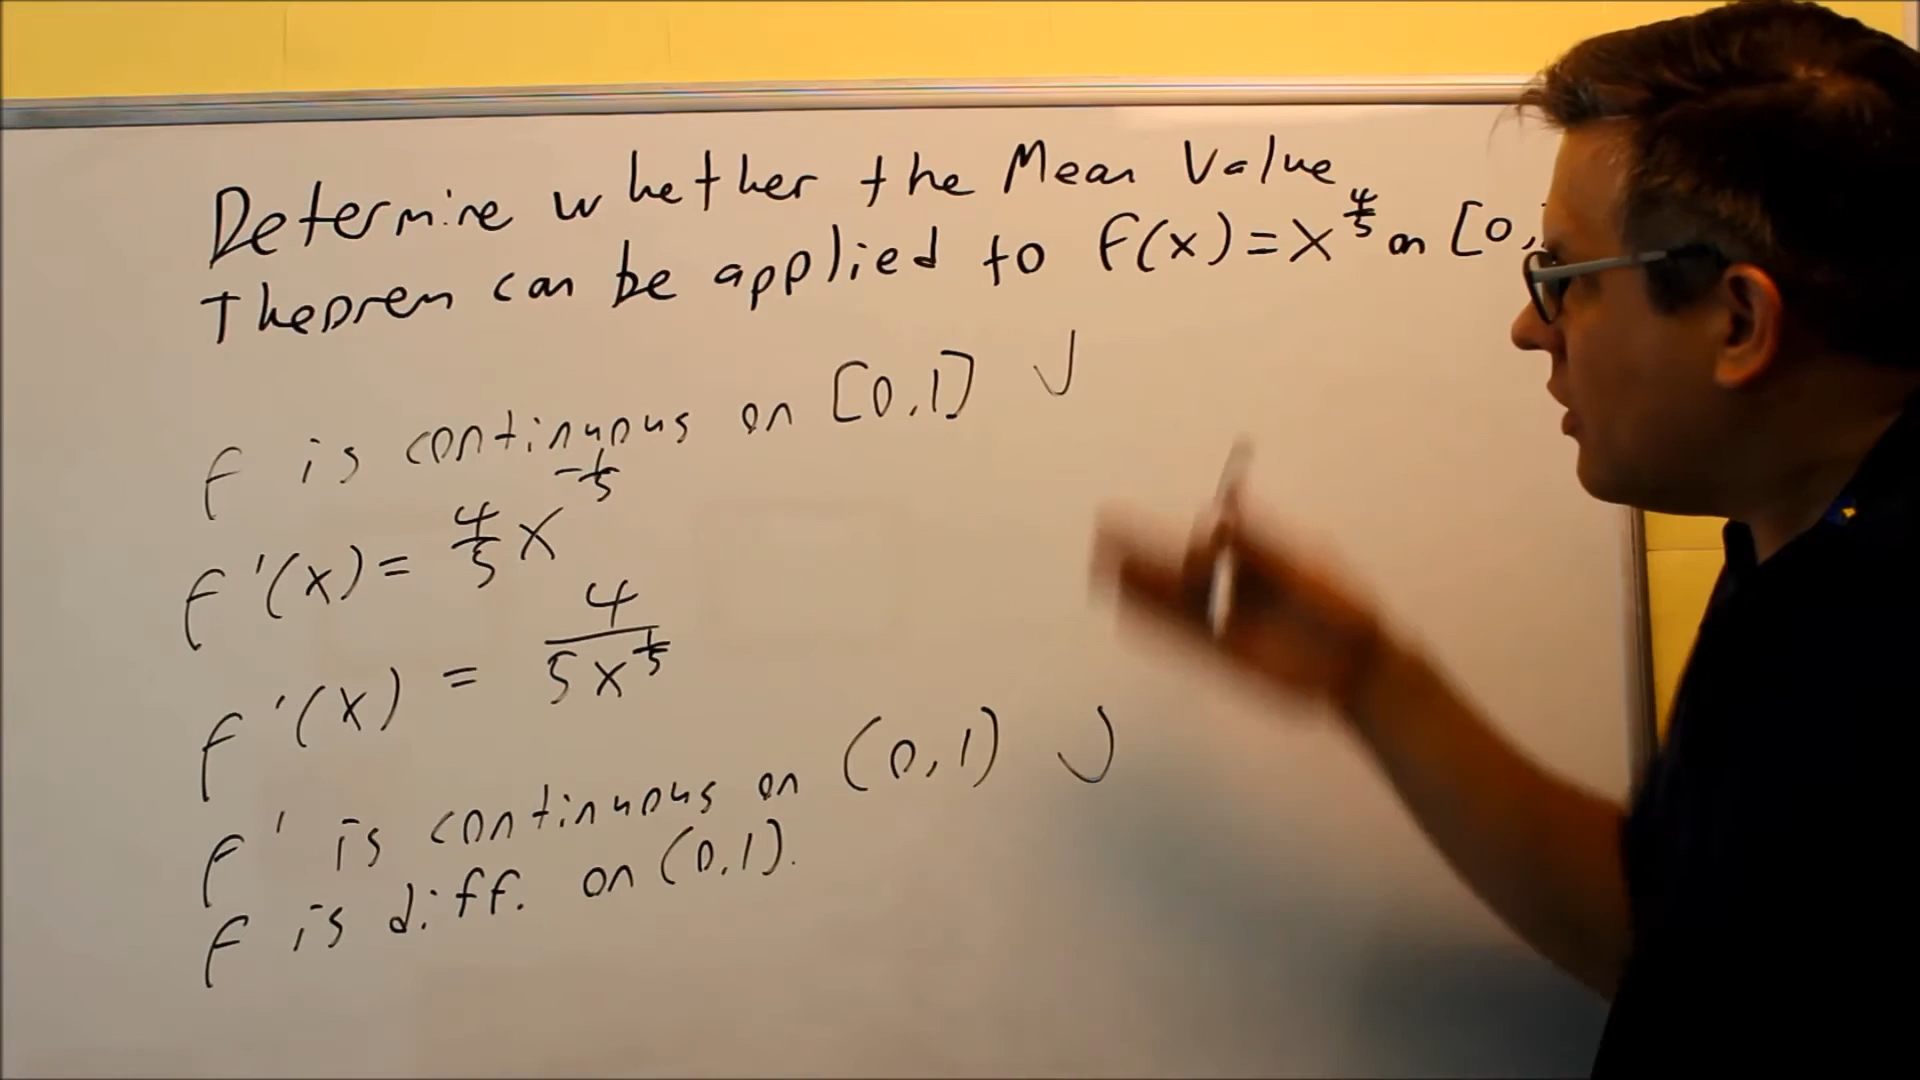 Determine whether the Mean Value
Theorem can be applied to f(x)=x^4/5 on [0,
f is continuous on [0,1] ✓
f'(x) = 4/5 x^-1/5
f'(x) = 4/5x^1/5
f' is continuous on (0,1) ✓
f is diff. on (0,1).